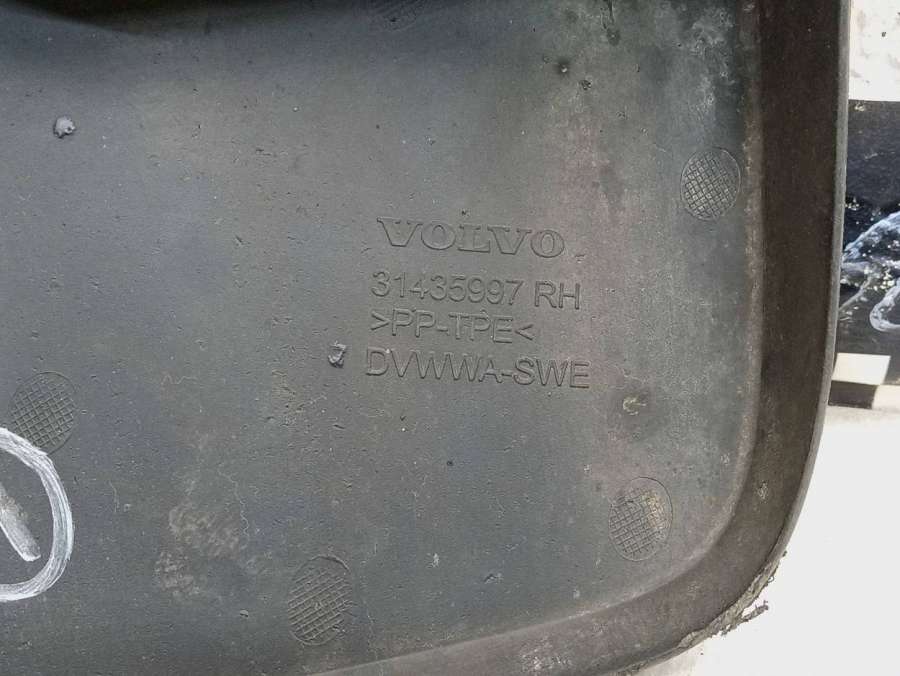 VOLVO
31435997 RH
>PP-TPE<
DVWWA-SWE